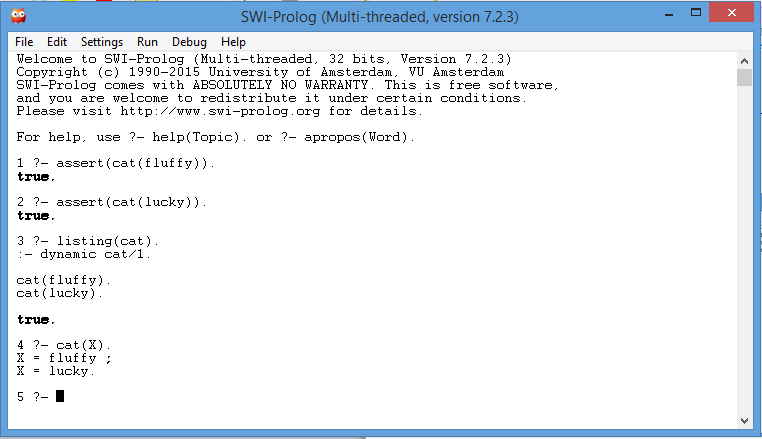 SWI-Prolog (Multi-threaded, version 7.2.3)
File Edit Settings Run Debug Help
Welcome to SWI-Prolog (Multi-threaded, 32 bits, Version 7.2.3)
Copyright (c) 1990-2015 University of Amsterdam, VU Amsterdam
SWI-Prolog comes with ABSOLUTELY NO WARRANTY. This is free software,
and you are welcome to redistribute it under certain conditions.
Please visit http://www.swi-prolog.org for details.
For help, use ?- help(Topic). or ?- apropos(Word).
1 ?- assert(cat(fluffy)).
true.
2 ?- assert(cat(lucky)).
true.
3 ?- listing(cat).
:- dynamic cat/1.
cat(fluffy).
cat(lucky).
true.
4 ?- cat(X).
X = fluffy ;
X = lucky.
5 ?-